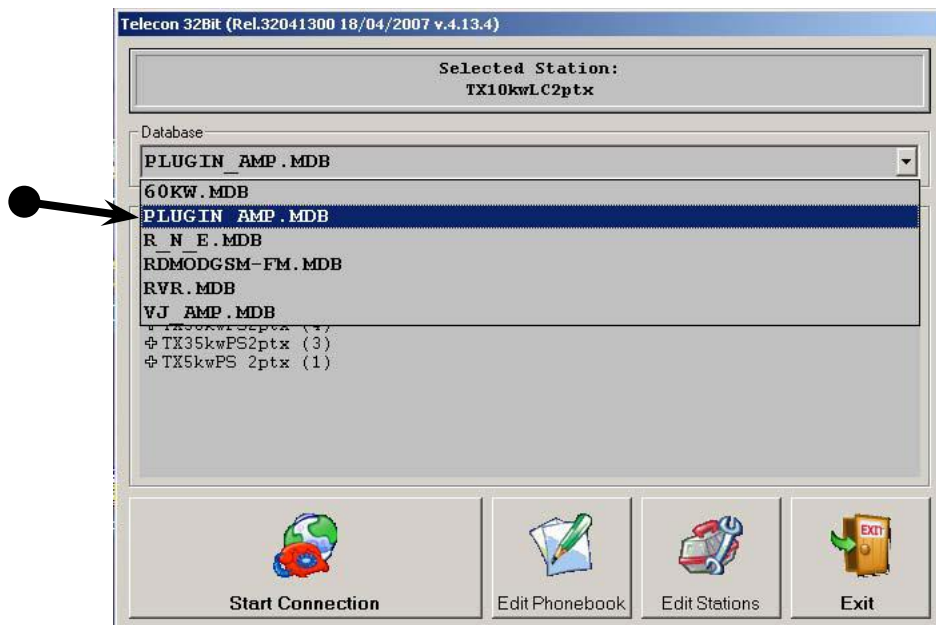 Telecon 32Bit (Rel.32041300 18/04/2007 v.4.13.4)
Selected Station:
TX10kwLC2ptx
Database
PLUGIN_AMP.MDB
60KW.MDB
PLUGIN_AMP.MDB
R_N_E.MDB
RDMODGSM-FM.MDB
RVR.MDB
VJ_AMP.MDB
TX35kwPS2ptx (3)
TX5kwPS 2ptx (1)
Start Connection
Edit Phonebook
Edit Stations
EXIT
Exit